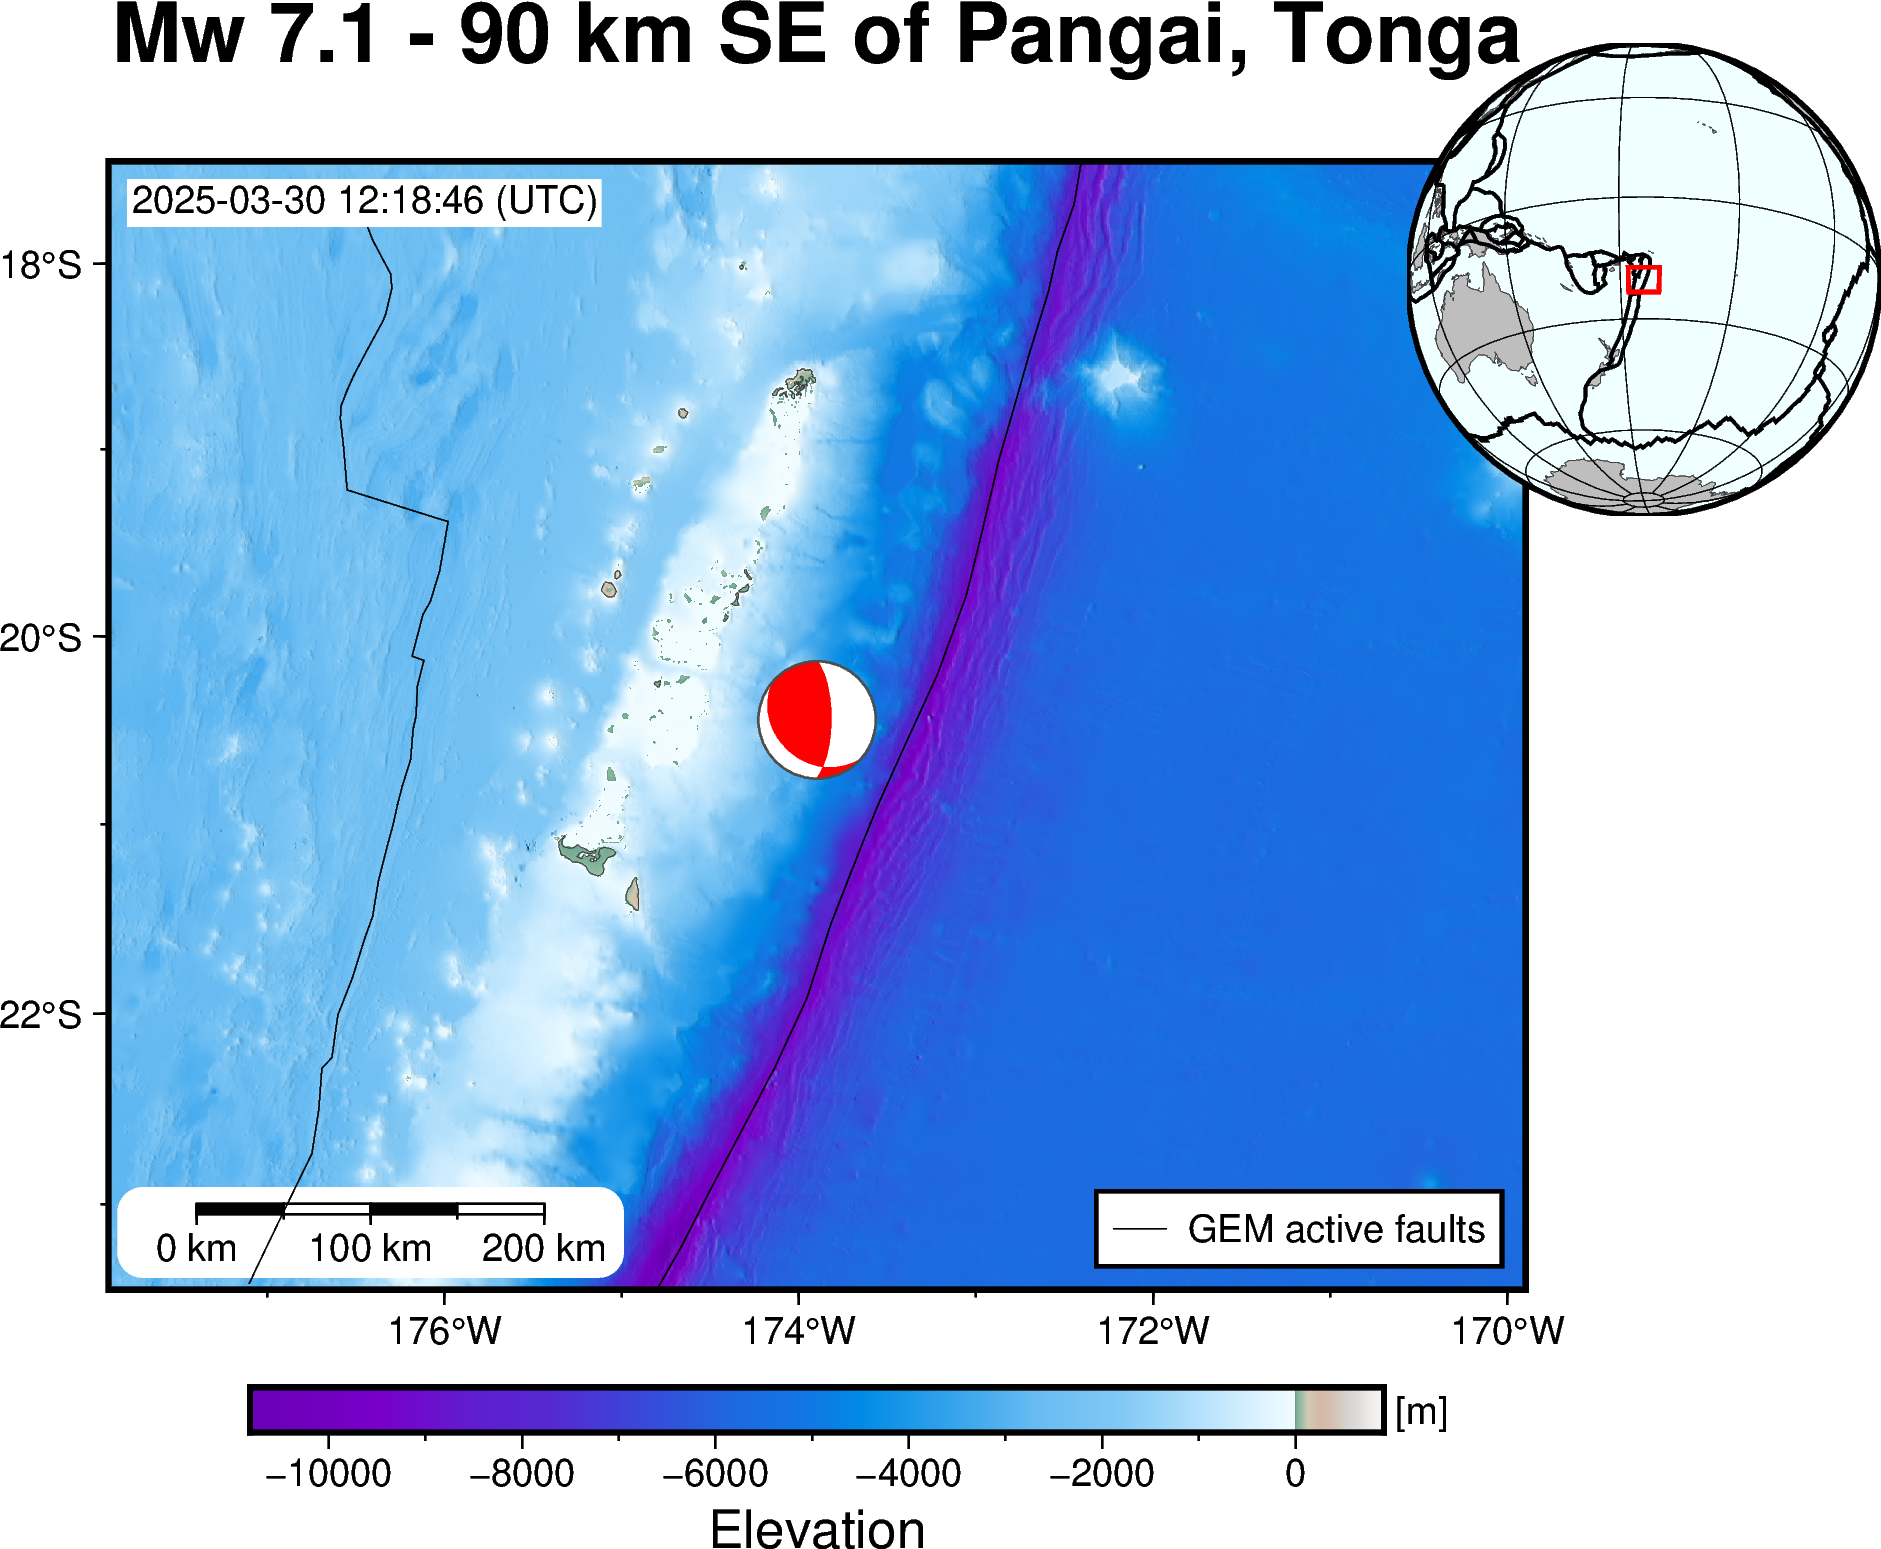 Mw 7.1 - 90 km SE of Pangai, Tonga
2025-03-30 12:18:46 (UTC)
18°S
20°S
22°S
0 km 100 km 200 km
GEM active faults
176°W 174°W 172°W 170°W
[m]
−10000 −8000 −6000 −4000 −2000 0
Elevation